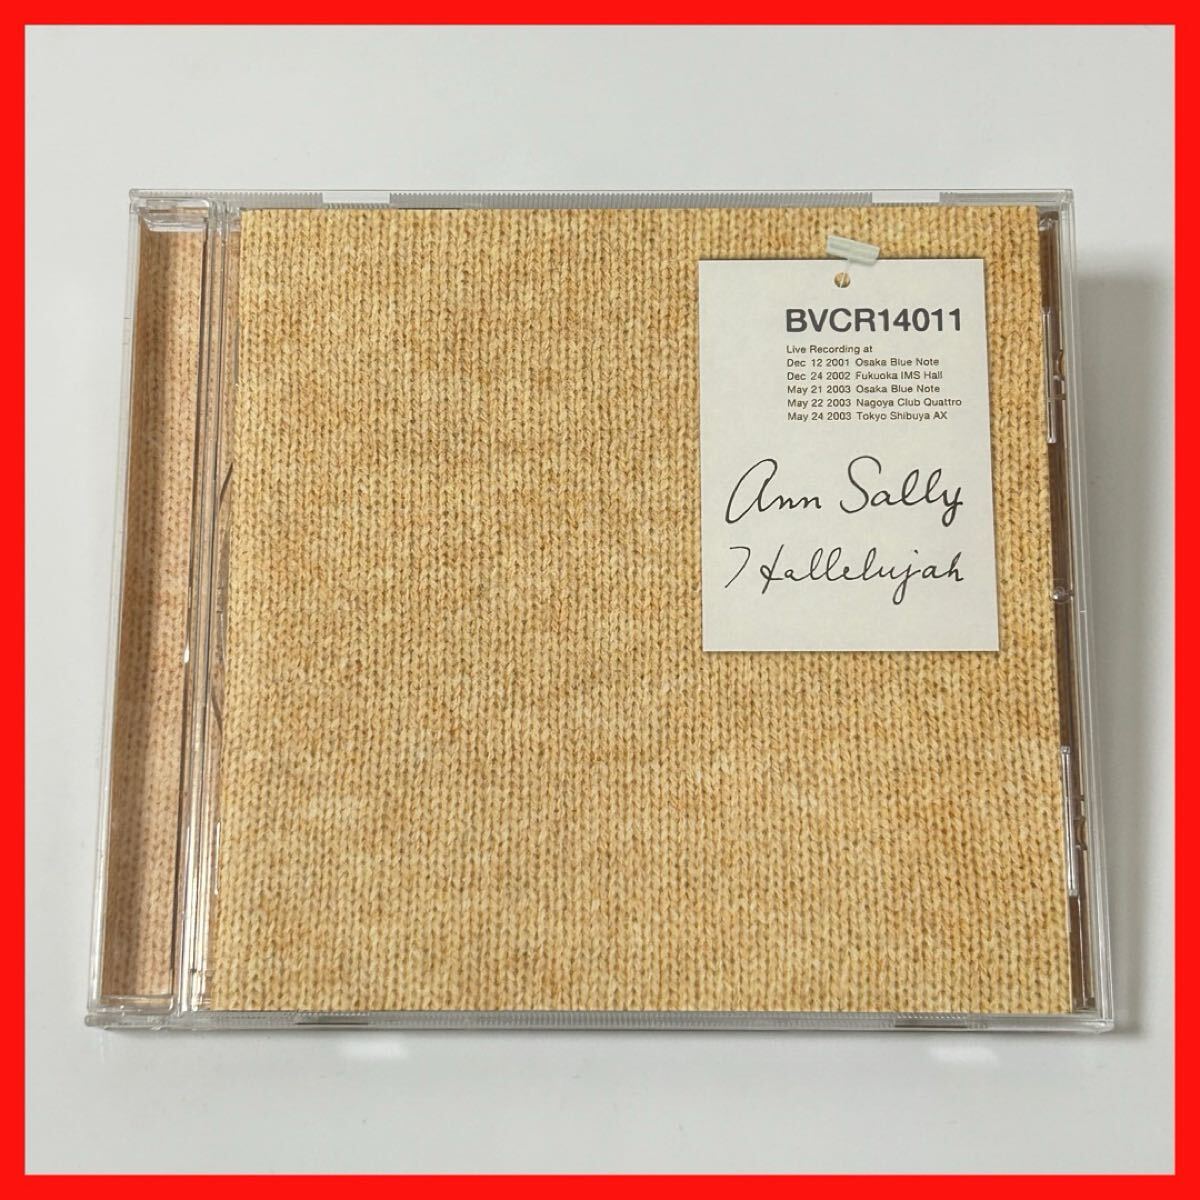 BVCR14011
Live Recording at
Dec 12 2001 Osaka Blue Note
Dec 24 2002 Fukuoka IMS Hall
May 21 2003 Osaka Blue Note
May 22 2003 Nagoya Club Quattro
May 24 2003 Tokyo Shibuya AX
Ann Sally
Hallelujah